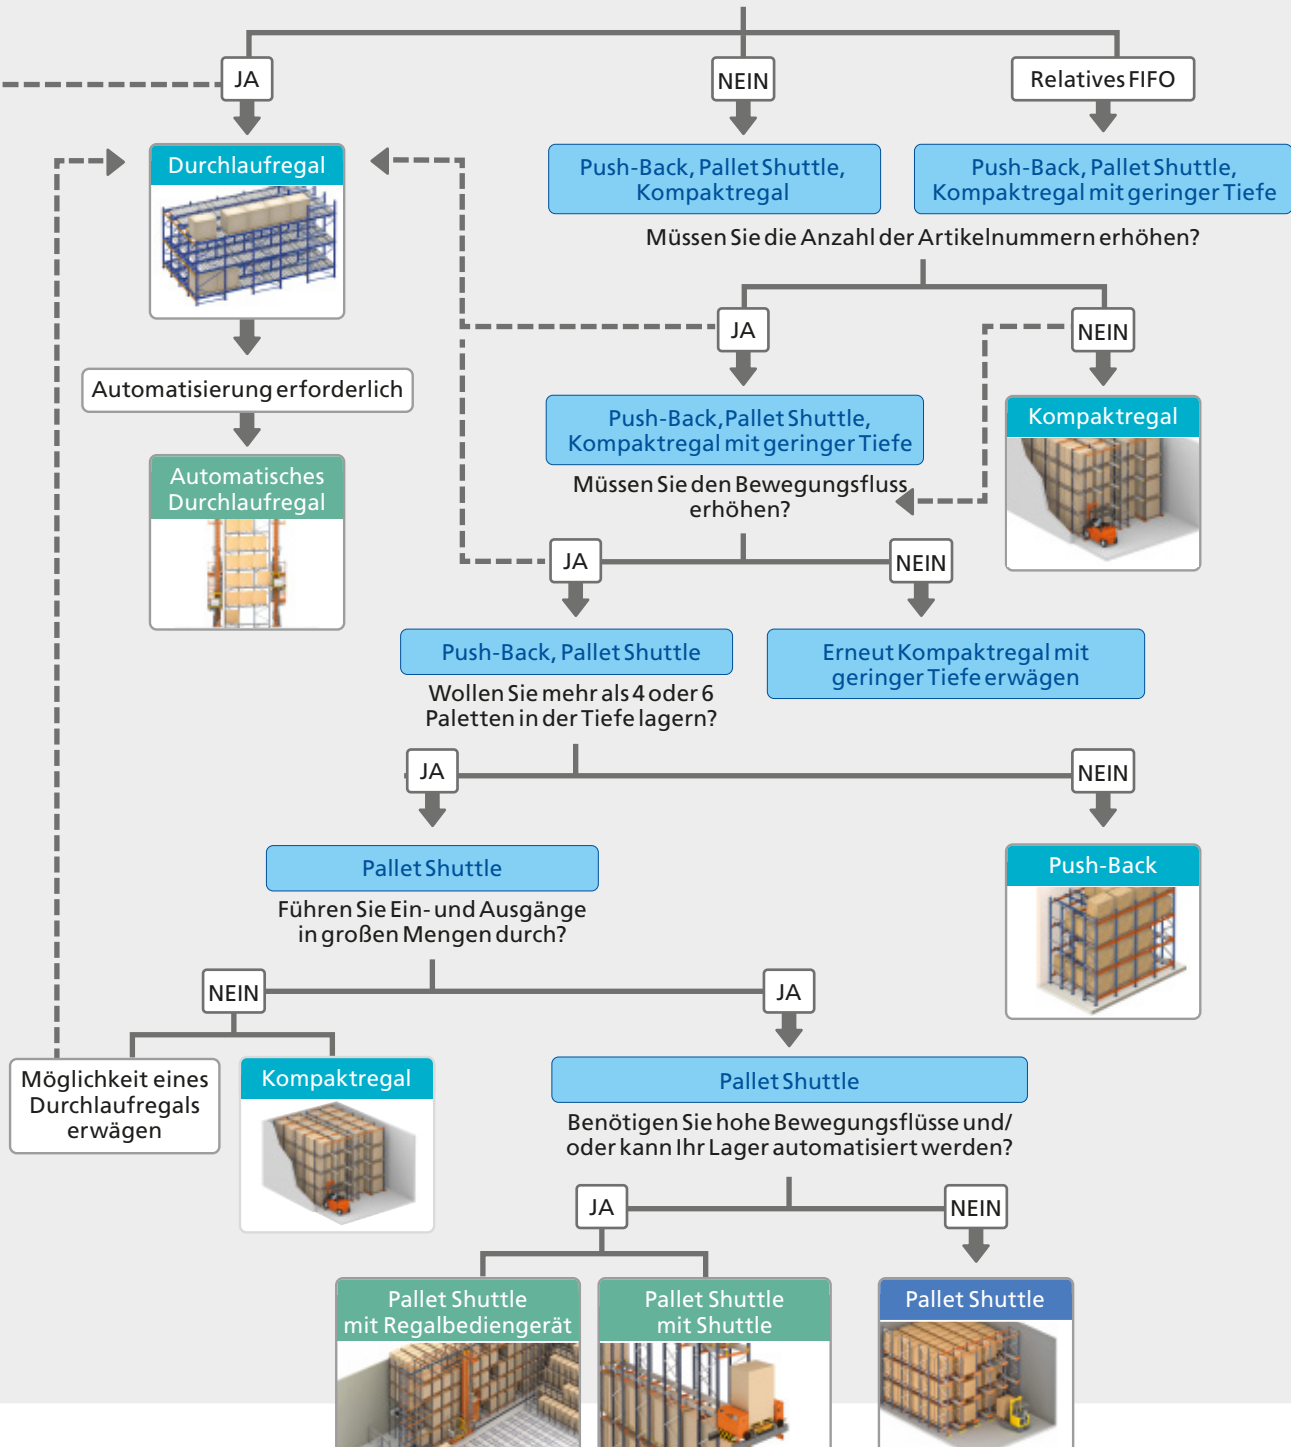 JA
NEIN
Relatives FIFO
Durchlaufregal
Push-Back, Pallet Shuttle,
Kompaktregal
Push-Back, Pallet Shuttle,
Kompaktregal mit geringer Tiefe
Müssen Sie die Anzahl der Artikelnummern erhöhen?
JA
NEIN
Automatisierung erforderlich
Push-Back, Pallet Shuttle,
Kompaktregal mit geringer Tiefe
Kompaktregal
Automatisches
Durchlaufregal
Müssen Sie den Bewegungsfluss
erhöhen?
JA
NEIN
Push-Back, Pallet Shuttle
Erneut Kompaktregal mit
geringer Tiefe erwägen
Wollen Sie mehr als 4 oder 6
Paletten in der Tiefe lagern?
JA
NEIN
Pallet Shuttle
Push-Back
Führen Sie Ein- und Ausgänge
in großen Mengen durch?
NEIN
JA
Möglichkeit eines
Durchlaufregals
erwägen
Kompaktregal
Pallet Shuttle
Benötigen Sie hohe Bewegungsflüsse und/
oder kann Ihr Lager automatisiert werden?
JA
NEIN
Pallet Shuttle
mit Regalbediengerät
Pallet Shuttle
mit Shuttle
Pallet Shuttle